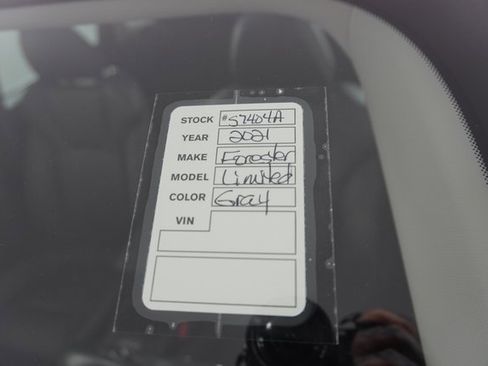 STOCK #S7404A
YEAR 2021
MAKE Forester
MODEL Limited
COLOR Gray
VIN